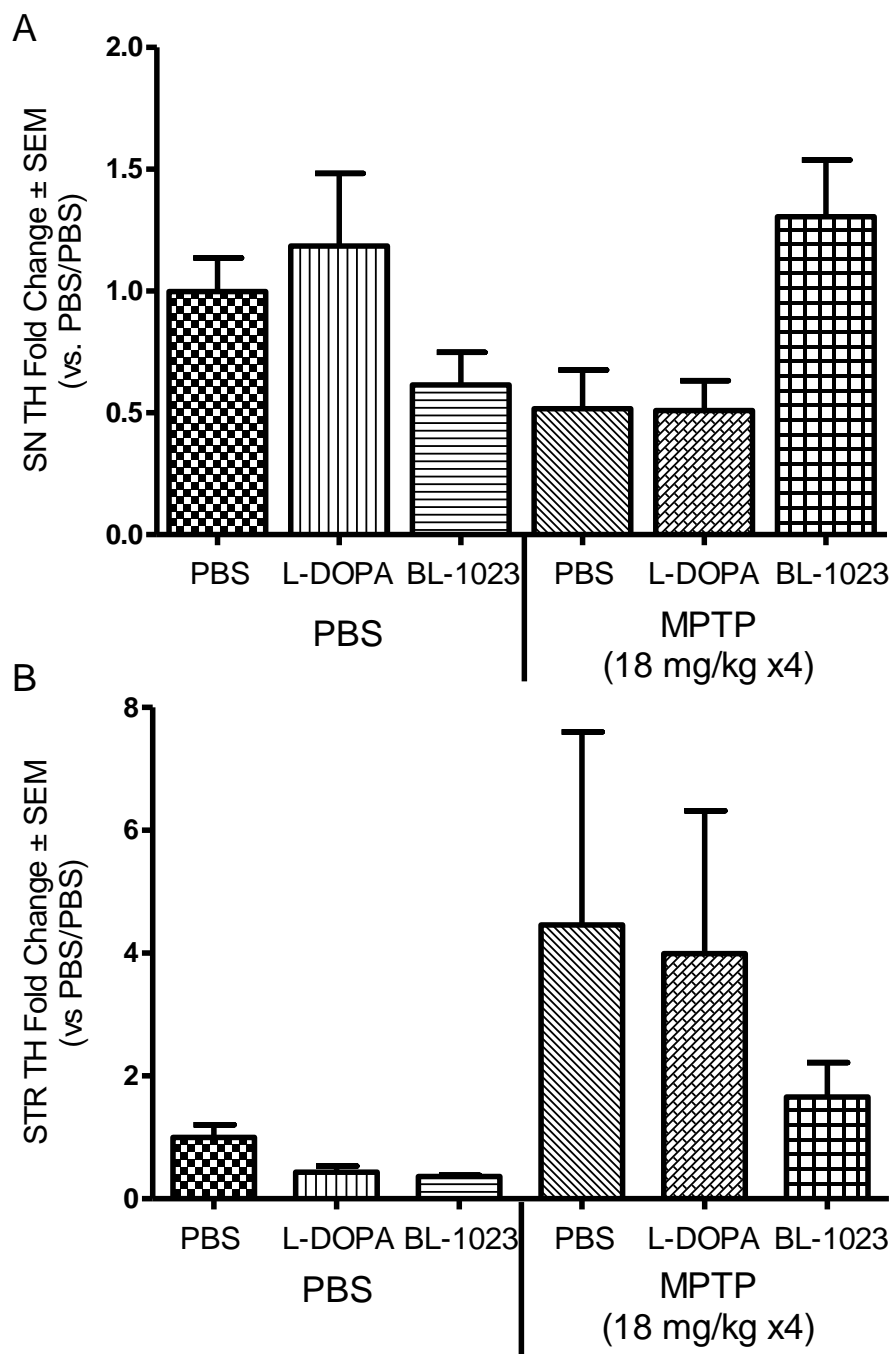 A
SN TH Fold Change ± SEM
(vs. PBS/PBS)
2.0
1.5
1.0
0.5
0.0
PBS L-DOPA BL-1023 PBS L-DOPA BL-1023
PBS MPTP
(18 mg/kg x4)
B
STR TH Fold Change ± SEM
(vs PBS/PBS)
8
6
4
2
0
PBS L-DOPA BL-1023 PBS L-DOPA BL-1023
PBS MPTP
(18 mg/kg x4)